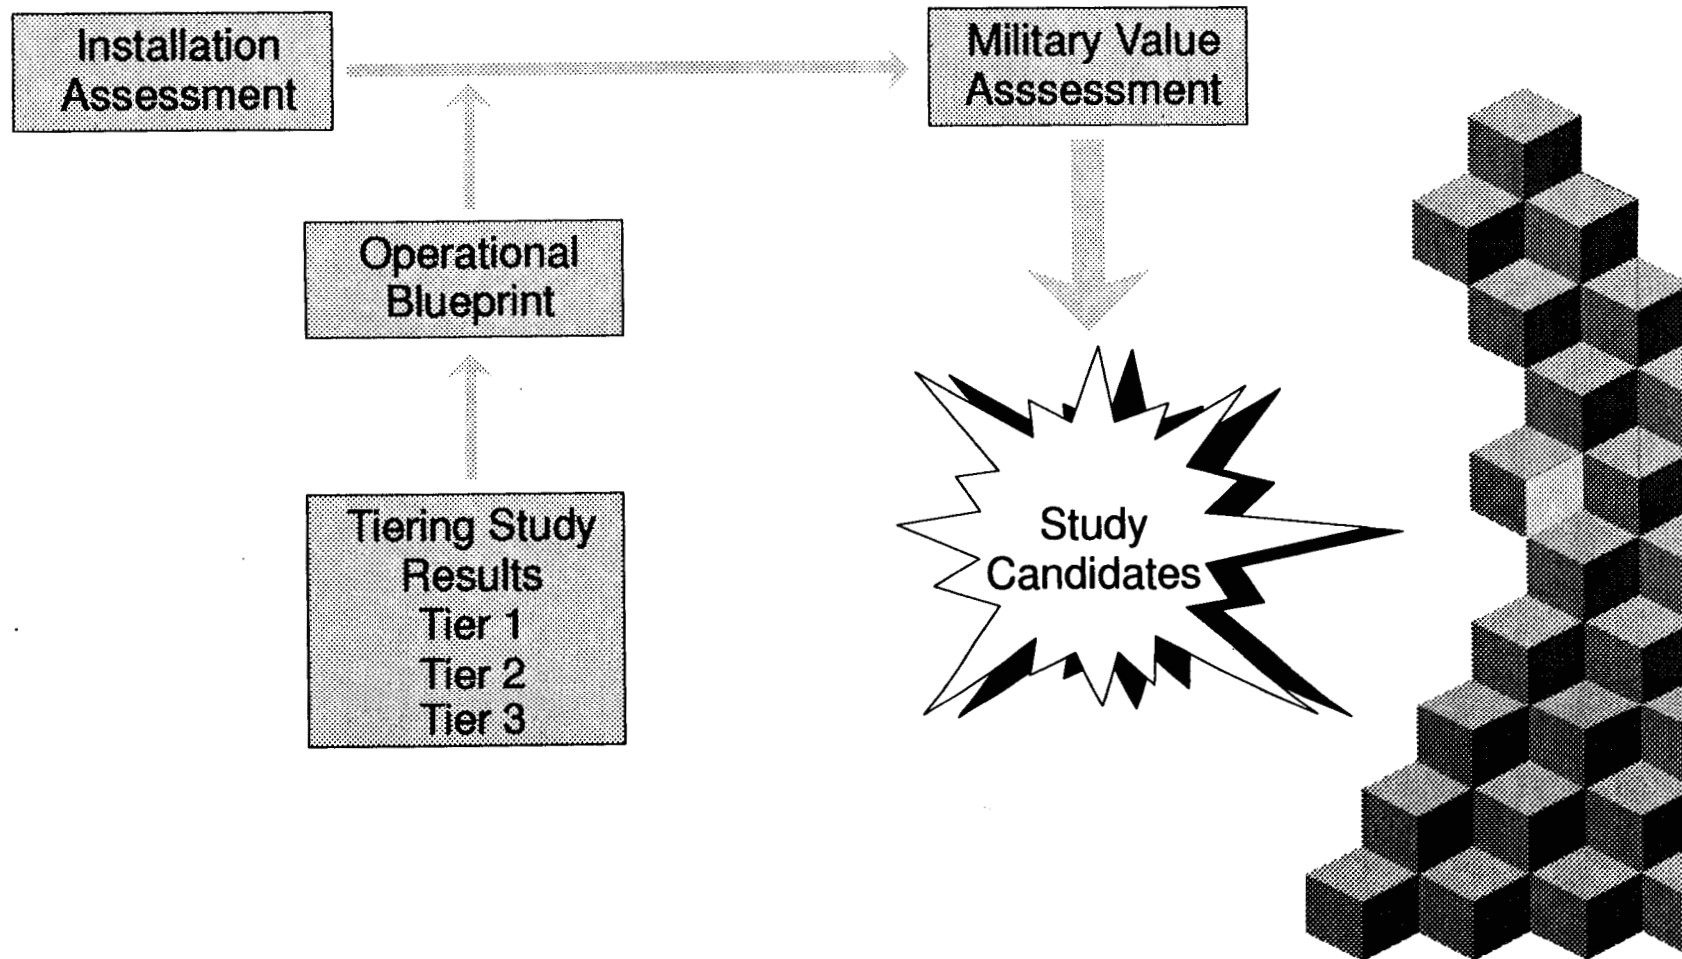 Installation
Assessment
Military Value
Asssessment
Operational
Blueprint
Tiering Study
Results
Tier 1
Tier 2
Tier 3
Study
Candidates